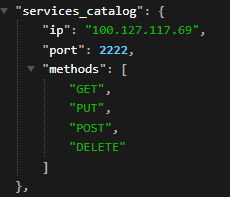 "services_catalog": {
"ip": "100.127.117.69",
"port": 2222,
"methods": [
"GET",
"PUT",
"POST",
"DELETE"
]
},